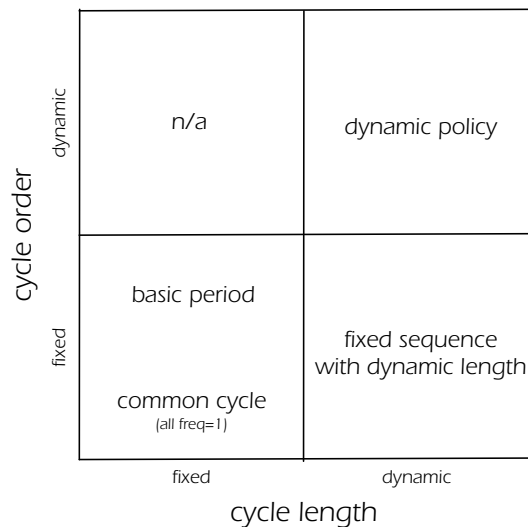 cycle order
dynamic
n/a
dynamic policy
fixed
basic period
fixed sequence
with dynamic length
common cycle
(all freq=1)
fixed
dynamic
cycle length